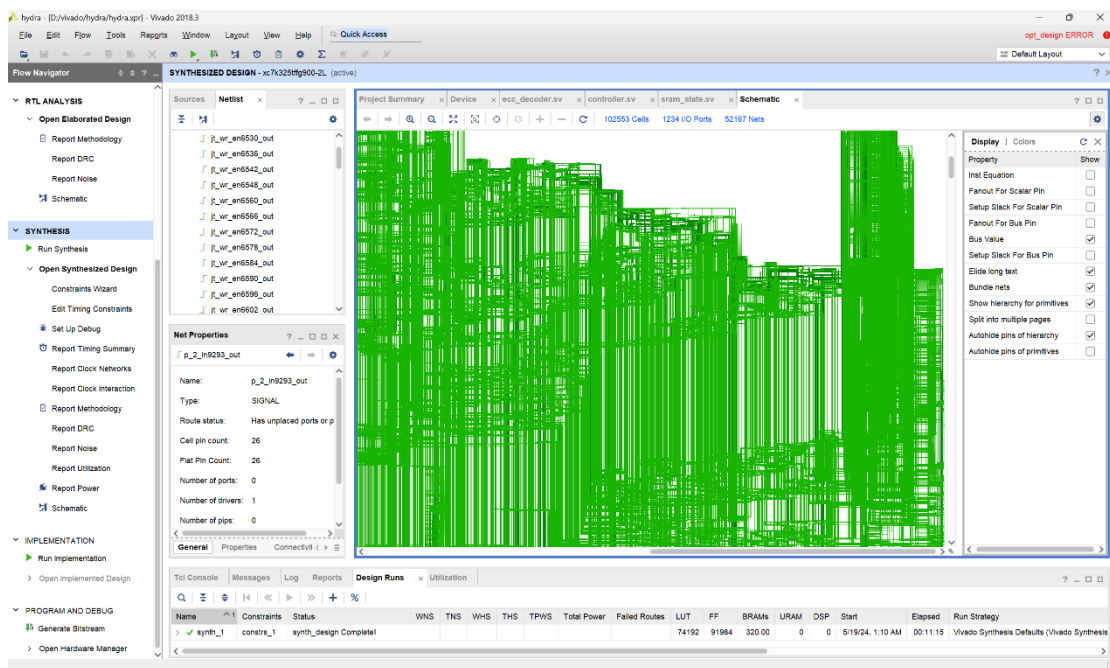 hydra - [D:/vivado/hydra/hydra.xpr] - Vivado 2018.3
File Edit Flow Tools Reports Window Layout View Help Quick Access
opt_design ERROR
Default Layout
Flow Navigator
SYNTHESIZED DESIGN - xc7k325tffg900-2L (active)
RTL ANALYSIS
Open Elaborated Design
Report Methodology
Report DRC
Report Noise
Schematic
SYNTHESIS
Run Synthesis
Open Synthesized Design
Constraints Wizard
Edit Timing Constraints
Set Up Debug
Report Timing Summary
Report Clock Networks
Report Clock Interaction
Report Methodology
Report DRC
Report Noise
Report Utilization
Report Power
Schematic
IMPLEMENTATION
Run Implementation
Open Implemented Design
PROGRAM AND DEBUG
Generate Bitstream
Open Hardware Manager
Sources Netlist
jt_wr_en6530_out
jt_wr_en6536_out
jt_wr_en6542_out
jt_wr_en6548_out
jt_wr_en6560_out
jt_wr_en6566_out
jt_wr_en6572_out
jt_wr_en6578_out
jt_wr_en6584_out
jt_wr_en6590_out
jt_wr_en6596_out
jt_wr_en6602_out
Net Properties
p_2_in9293_out
Name: p_2_in9293_out
Type: SIGNAL
Route status: Has unplaced ports or p
Cell pin count: 26
Flat Pin Count: 26
Number of ports: 0
Number of drivers: 1
Number of pips: 0
General Properties Connectivit
Project Summary Device ecc_decoder.sv controller.sv sram_state.sv Schematic
102553 Cells 1234 I/O Ports 52167 Nets
Display | Colors
Property Show
Inst Equation
Fanout For Scalar Pin
Setup Slack For Scalar Pin
Fanout For Bus Pin
Bus Value
Setup Slack For Bus Pin
Elide long text
Bundle nets
Show hierarchy for primitives
Split into multiple pages
Autohide pins of hierarchy
Autohide pins of primitives
Tcl Console Messages Log Reports Design Runs Utilization
Name 1 Constraints Status WNS TNS WHS THS TPWS Total Power Failed Routes LUT FF BRAMs URAM DSP Start Elapsed Run Strategy
synth_1 constrs_1 synth_design Complete! 74192 91984 320.00 0 0 5/19/24, 1:10 AM 00:11:15 Vivado Synthesis Defaults (Vivado Synthesis